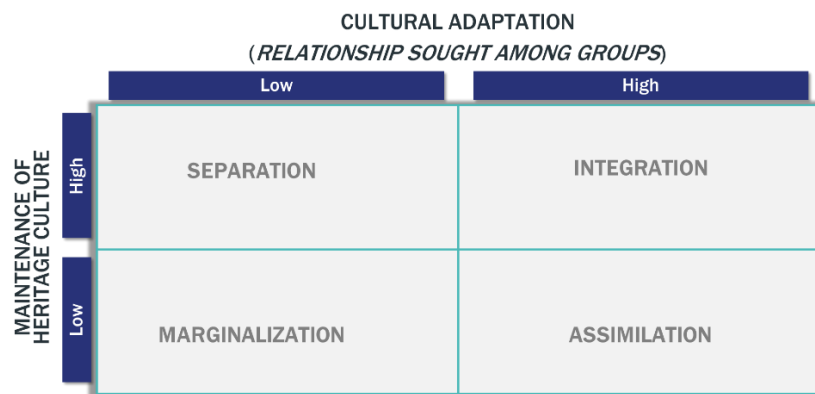 CULTURAL ADAPTATION
(RELATIONSHIP SOUGHT AMONG GROUPS)
Low
High
MAINTENANCE OF
HERITAGE CULTURE
High
SEPARATION
INTEGRATION
Low
MARGINALIZATION
ASSIMILATION